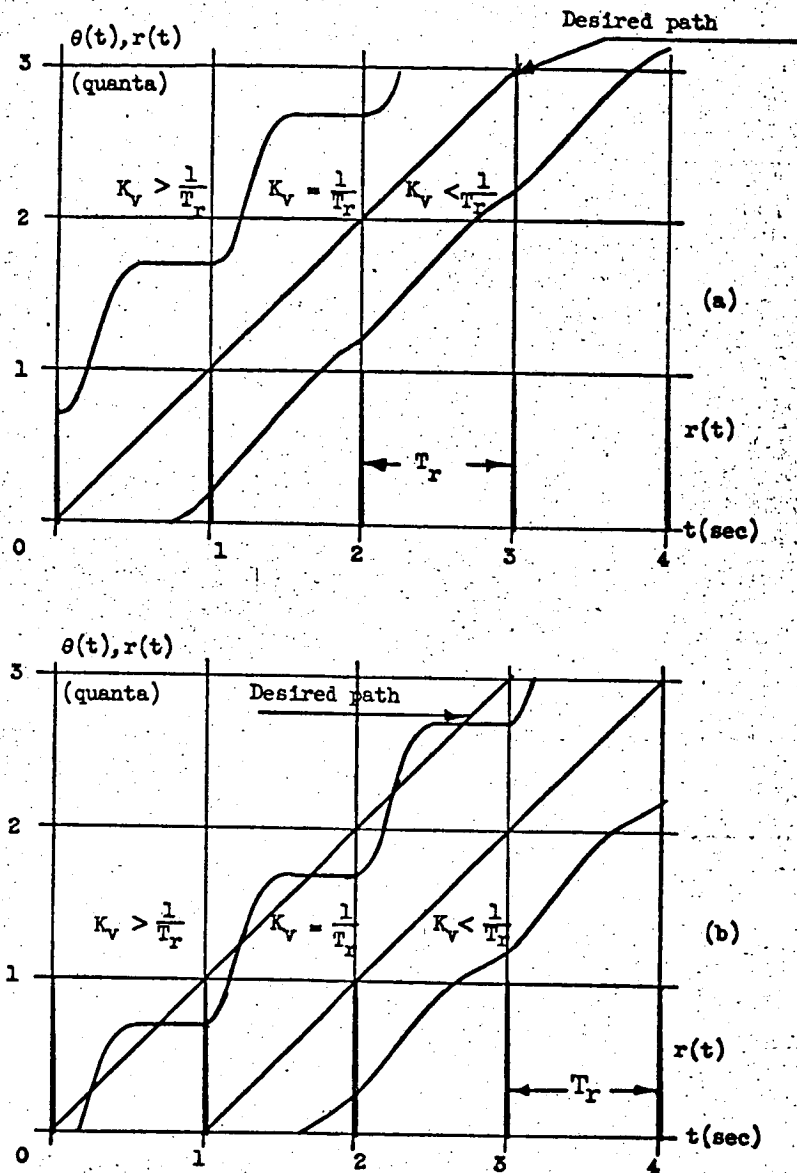 Desired path
θ(t),r(t)
3
(quanta)
K_v > 1/T_r
K_v = 1/T_r
K_v < 1/T_r
2
(a)
1
r(t)
T_r
t(sec)
0
1
2
3
4
θ(t),r(t)
3
(quanta)
Desired path
2
K_v > 1/T_r
K_v = 1/T_r
K_v < 1/T_r
(b)
1
r(t)
T_r
t(sec)
0
1
2
3
4